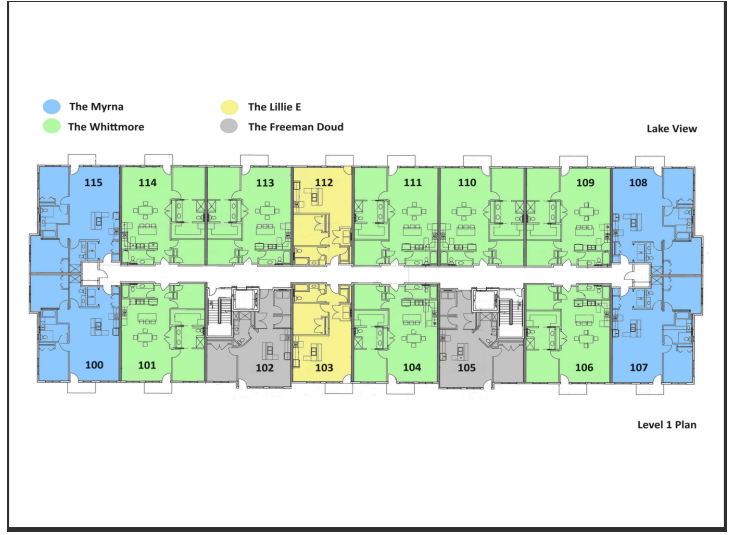 The Myrna The Lillie E
The Whittmore The Freeman Doud
Lake View
115 114 113 112 111 110 109 108
100 101 102 103 104 105 106 107
Level 1 Plan